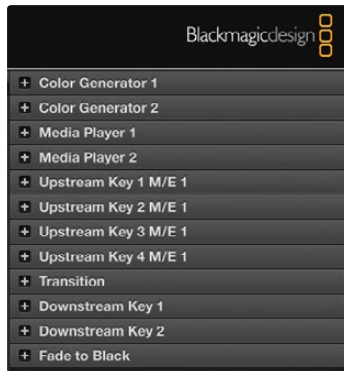 Blackmagicdesign
Color Generator 1
Color Generator 2
Media Player 1
Media Player 2
Upstream Key 1 M/E 1
Upstream Key 2 M/E 1
Upstream Key 3 M/E 1
Upstream Key 4 M/E 1
Transition
Downstream Key 1
Downstream Key 2
Fade to Black